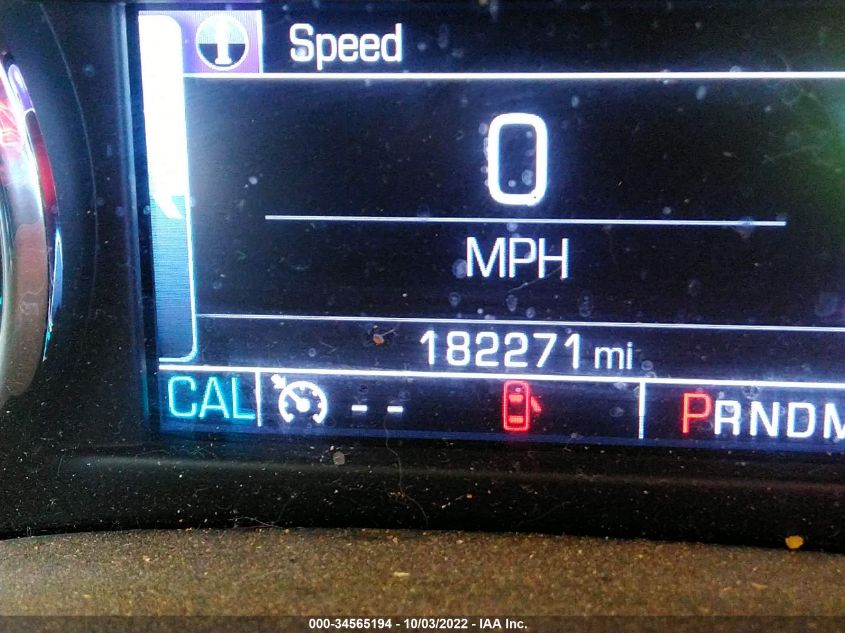 Speed
0
MPH
182271 mi
CAL -- PRNDM
000-34565194 - 10/03/2022 - IAA Inc.